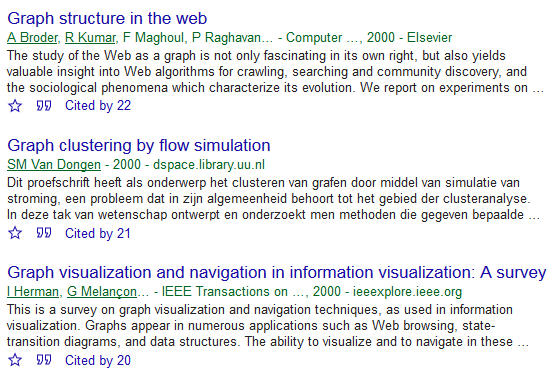 Graph structure in the web
A Broder, R Kumar, F Maghoul, P Raghavan… - Computer …, 2000 - Elsevier
The study of the Web as a graph is not only fascinating in its own right, but also yields
valuable insight into Web algorithms for crawling, searching and community discovery, and
the sociological phenomena which characterize its evolution. We report on experiments on …
Cited by 22
Graph clustering by flow simulation
SM Van Dongen - 2000 - dspace.library.uu.nl
Dit proefschrift heeft als onderwerp het clusteren van grafen door middel van simulatie van
stroming, een probleem dat in zijn algemeenheid behoort tot het gebied der clusteranalyse.
In deze tak van wetenschap ontwerpt en onderzoekt men methoden die gegeven bepaalde …
Cited by 21
Graph visualization and navigation in information visualization: A survey
I Herman, G Melançon… - IEEE Transactions on …, 2000 - ieeexplore.ieee.org
This is a survey on graph visualization and navigation techniques, as used in information
visualization. Graphs appear in numerous applications such as Web browsing, state-
transition diagrams, and data structures. The ability to visualize and to navigate in these …
Cited by 20